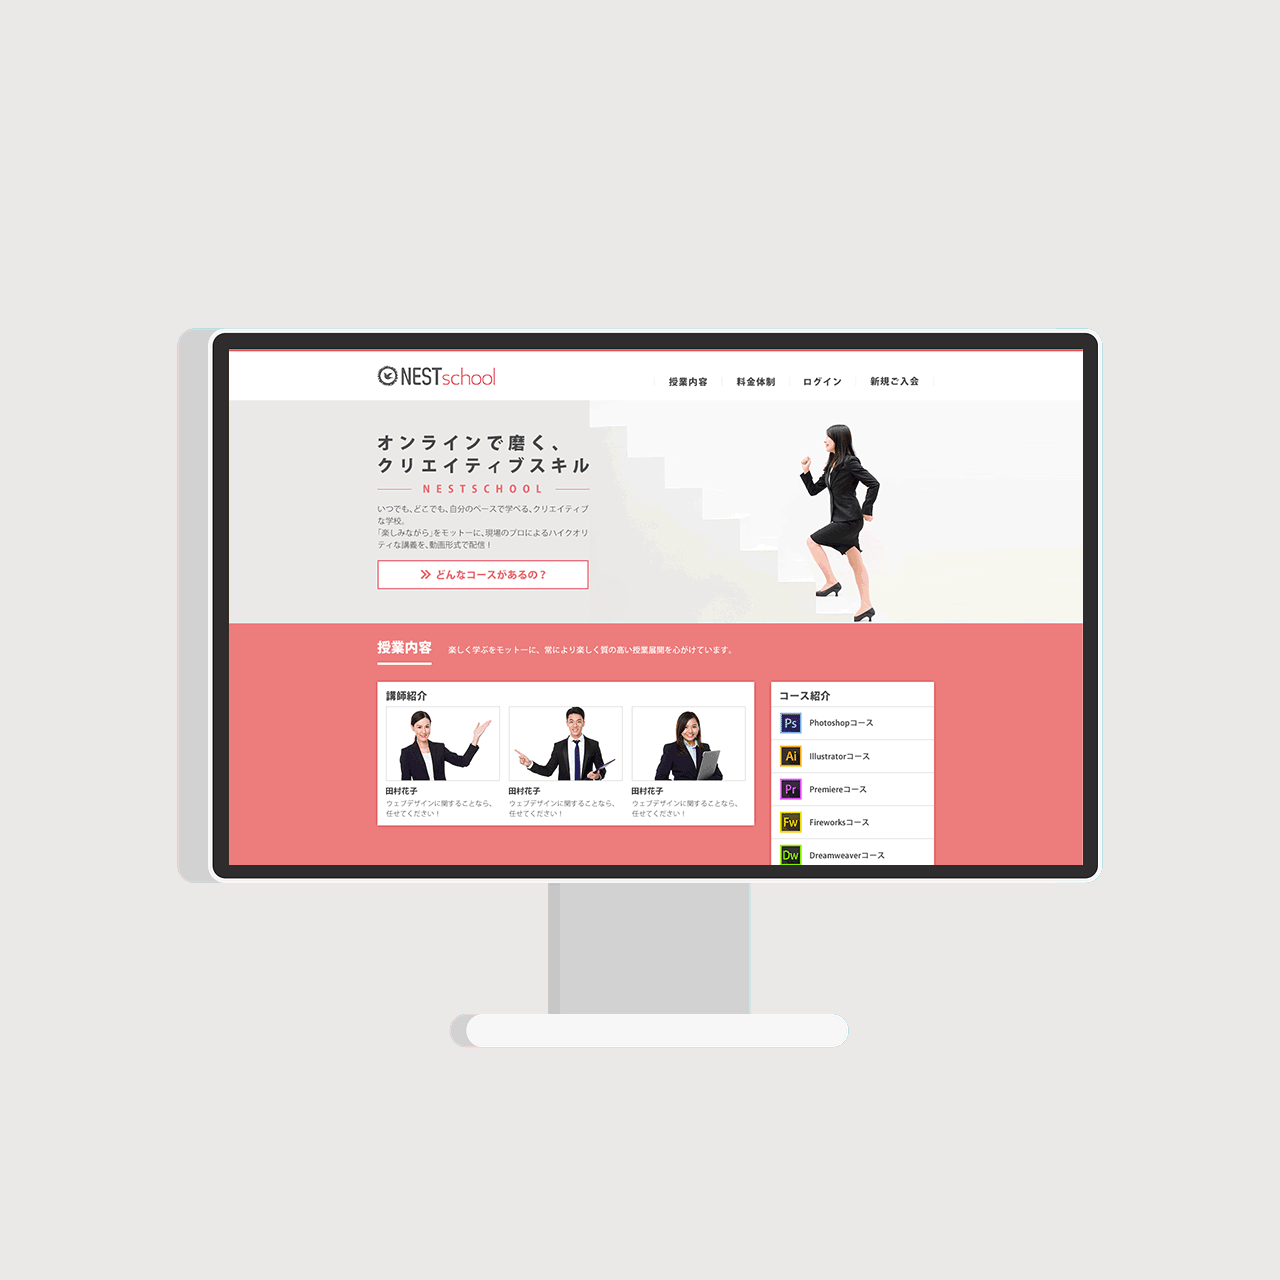 NESTschool
授業内容 料金体制 ログイン 新規ご入会
オンラインで磨く、
クリエイティブスキル
NESTSCHOOL
いつでも、どこでも、自分のペースで学べる、クリエイティブ
な学校。
「楽しみながら」をモットーに、現場のプロによるハイクオリ
ティな講義を、動画形式で配信！
どんなコースがあるの？
授業内容 楽しく学ぶをモットーに、常により楽しく質の高い授業展開を心がけています。
講師紹介
田村花子
ウェブデザインに関することなら、
任せてください！
田村花子
ウェブデザインに関することなら、
任せてください！
田村花子
ウェブデザインに関することなら、
任せてください！
コース紹介
Ps Photoshopコース
Ai Illustratorコース
Pr Premiereコース
Fw Fireworksコース
Dw Dreamweaverコース